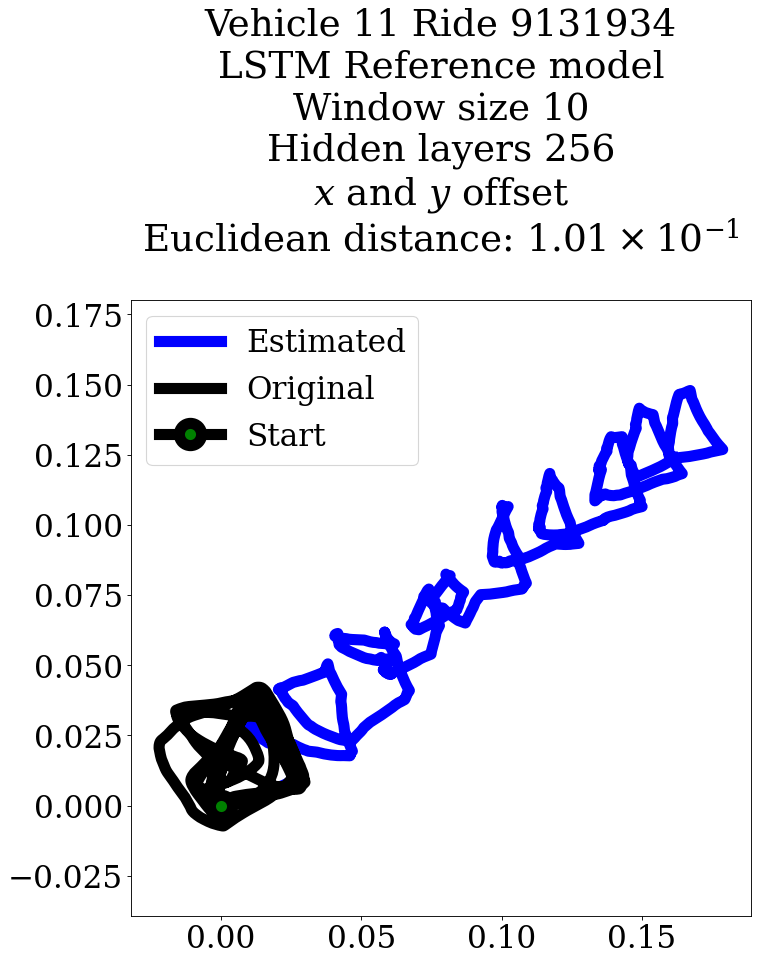 Vehicle 11 Ride 9131934
LSTM Reference model
Window size 10
Hidden layers 256
x and y offset
Euclidean distance: 1.01 × 10⁻¹
Estimated
Original
Start
0.175
0.150
0.125
0.100
0.075
0.050
0.025
0.000
−0.025
0.00 0.05 0.10 0.15